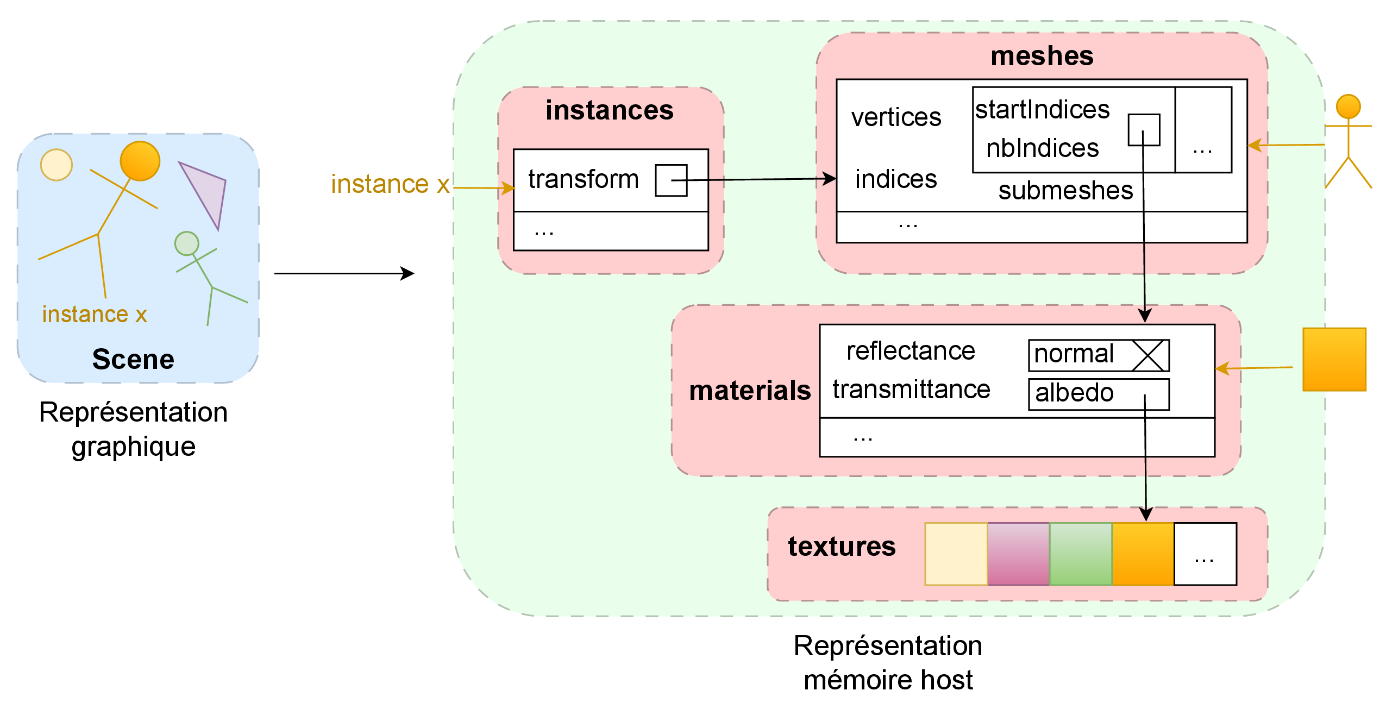 instance x
Scene
Représentation
graphique
instance x
instances
transform
...
meshes
vertices
indices
startIndices
nbIndices
...
submeshes
...
materials
reflectance
transmittance
normal
albedo
...
textures
...
Représentation
mémoire host